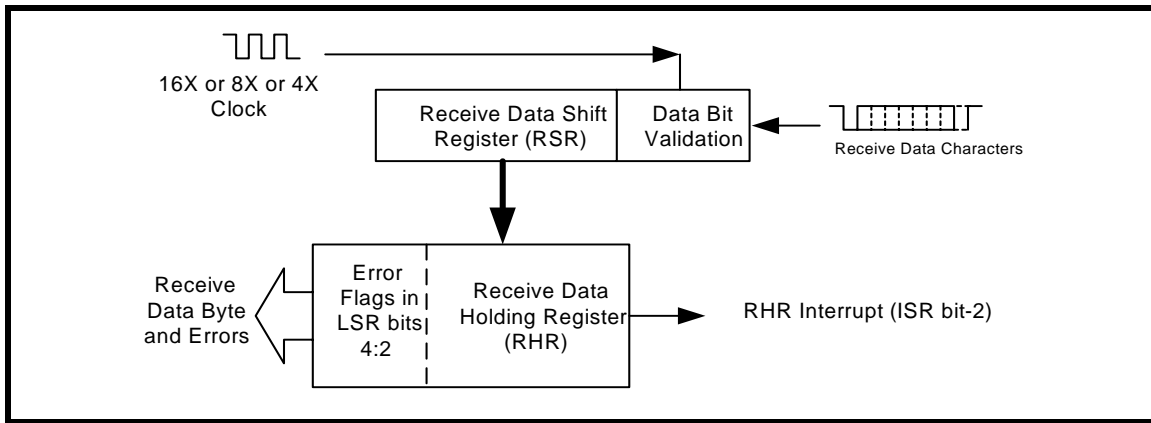 16X or 8X or 4X
Clock
Receive Data Shift
Register (RSR)
Data Bit
Validation
Receive Data Characters
Receive
Data Byte
and Errors
Error
Flags in
LSR bits
4:2
Receive Data
Holding Register
(RHR)
RHR Interrupt (ISR bit-2)